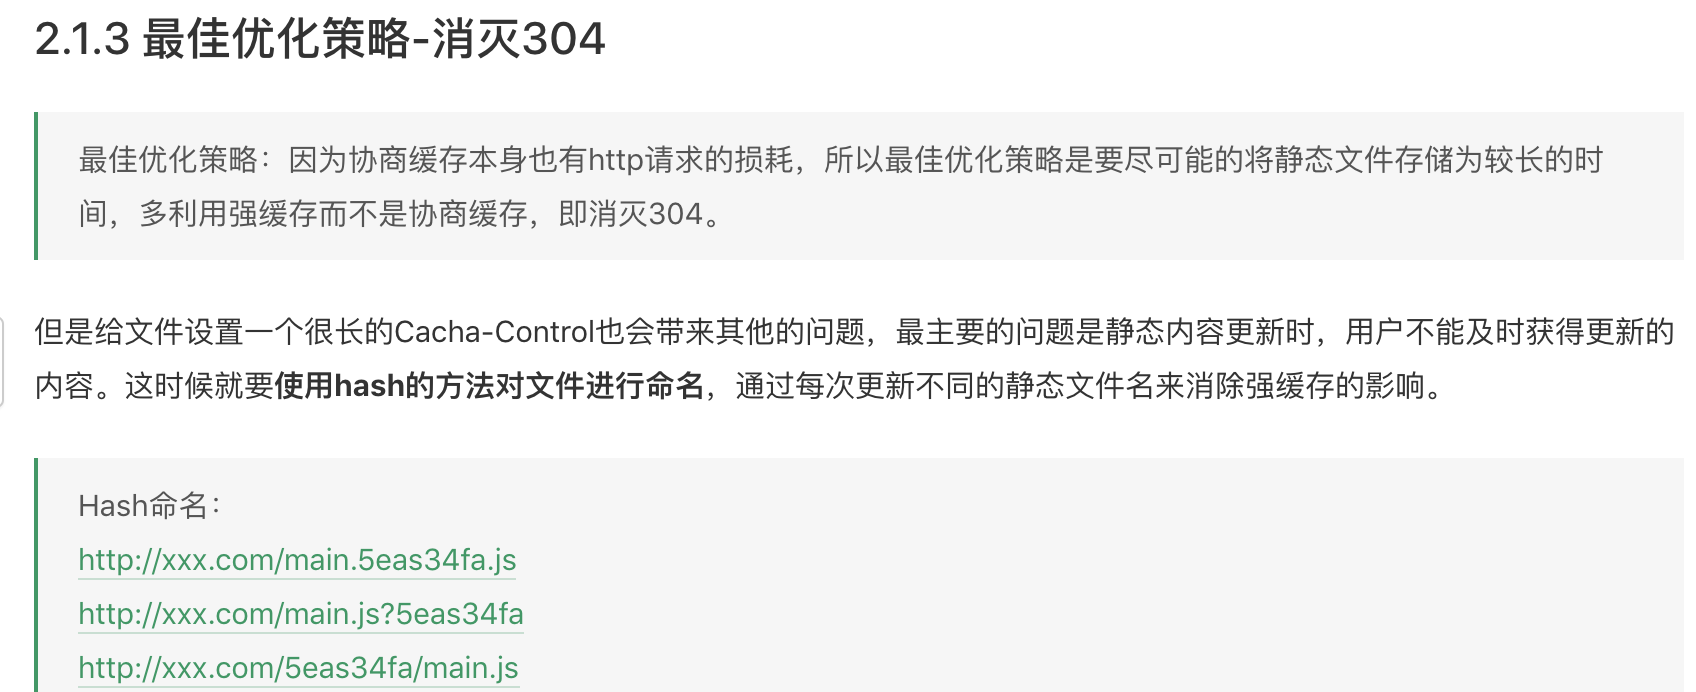 2.1.3 最佳优化策略-消灭304
最佳优化策略：因为协商缓存本身也有http请求的损耗，所以最佳优化策略是要尽可能的将静态文件存储为较长的时
间，多利用强缓存而不是协商缓存，即消灭304。
但是给文件设置一个很长的Cacha-Control也会带来其他的问题，最主要的问题是静态内容更新时，用户不能及时获得更新的
内容。这时候就要使用hash的方法对文件进行命名，通过每次更新不同的静态文件名来消除强缓存的影响。
Hash命名：
http://xxx.com/main.5eas34fa.js
http://xxx.com/main.js?5eas34fa
http://xxx.com/5eas34fa/main.js